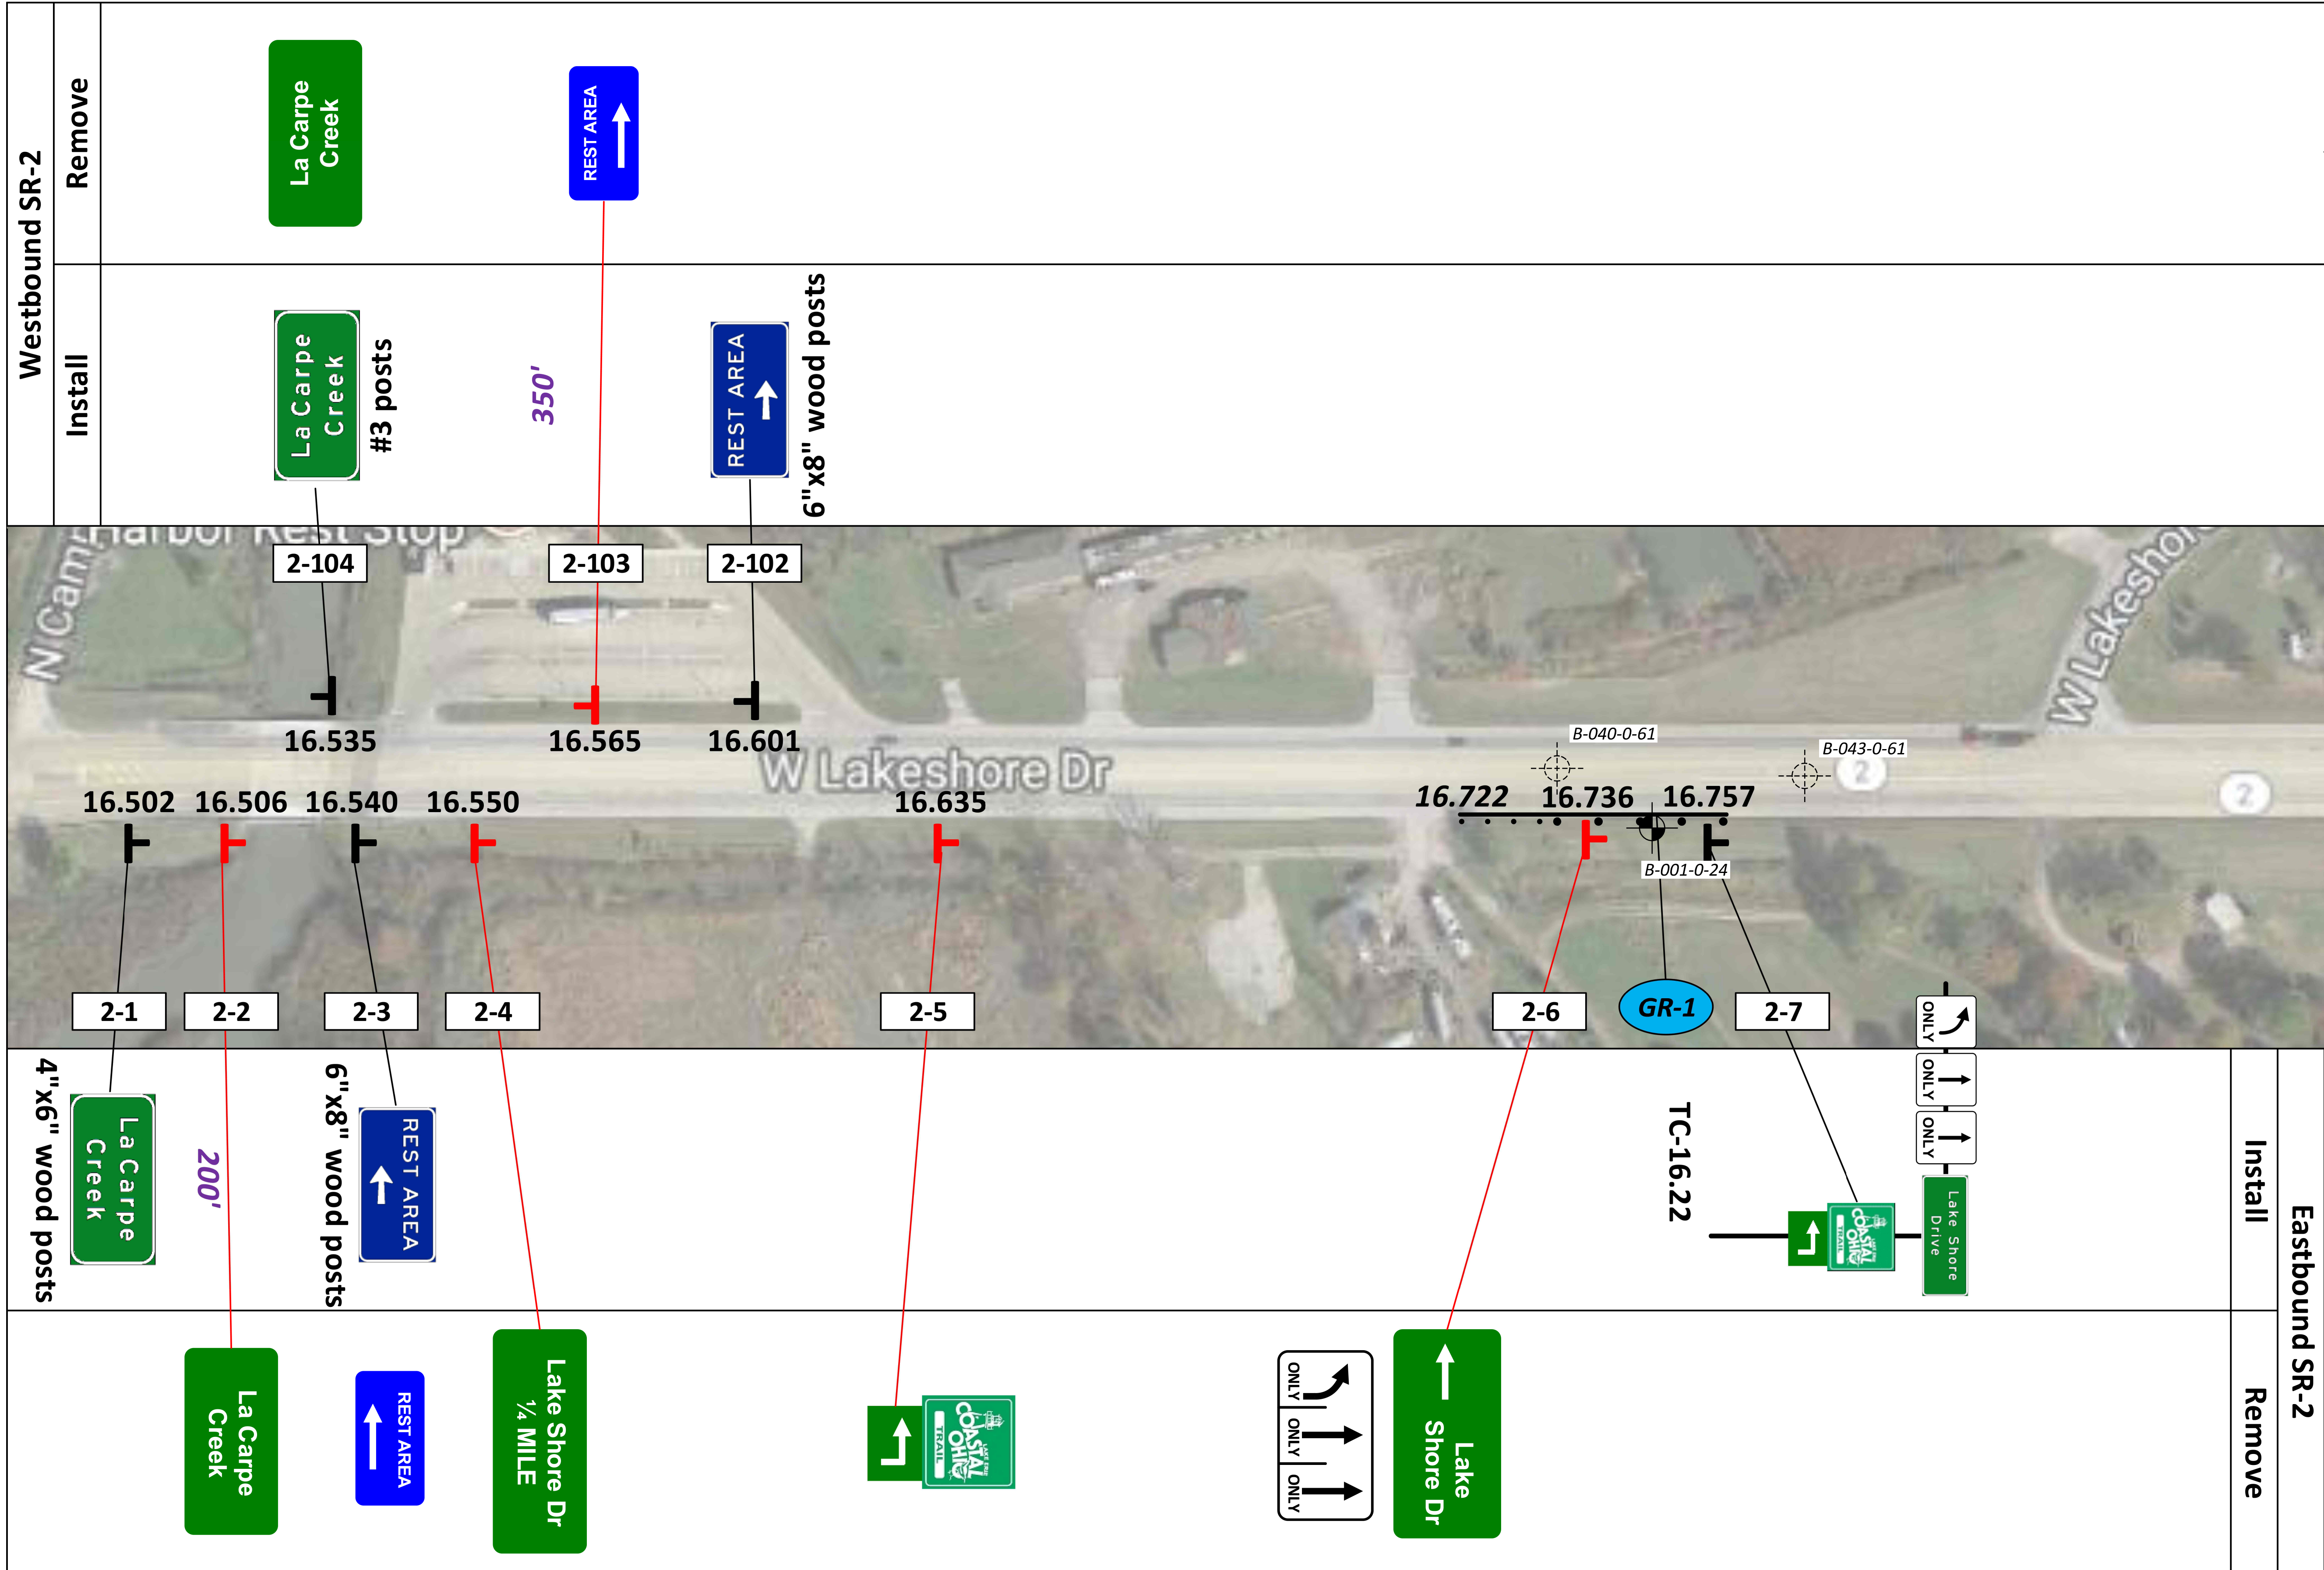 Westbound SR-2
Remove
La Carpe
Creek
REST AREA
Install
La Carpe
Creek
#3 posts
350'
REST AREA
6"x8" wood posts
Harbor Rest Stop
N Cam
2-104
2-103
2-102
16.535
16.565
16.601
W Lakeshore Dr
W Lakeshore
B-040-0-61
B-043-0-61
2
2
16.502
16.506
16.540
16.550
16.635
16.722
16.736
16.757
B-001-0-24
2-1
2-2
2-3
2-4
2-5
2-6
GR-1
2-7
Eastbound SR-2
Install
4"x6" wood posts
La Carpe
Creek
200'
6"x8" wood posts
REST AREA
TC-16.22
LAKE ERIE
COASTAL
OHIO
TRAIL
ONLY
ONLY
ONLY
Lake Shore
Drive
Remove
La Carpe
Creek
REST AREA
Lake Shore Dr
¼ MILE
LAKE ERIE
COASTAL
OHIO
TRAIL
ONLY
ONLY
ONLY
Lake
Shore Dr